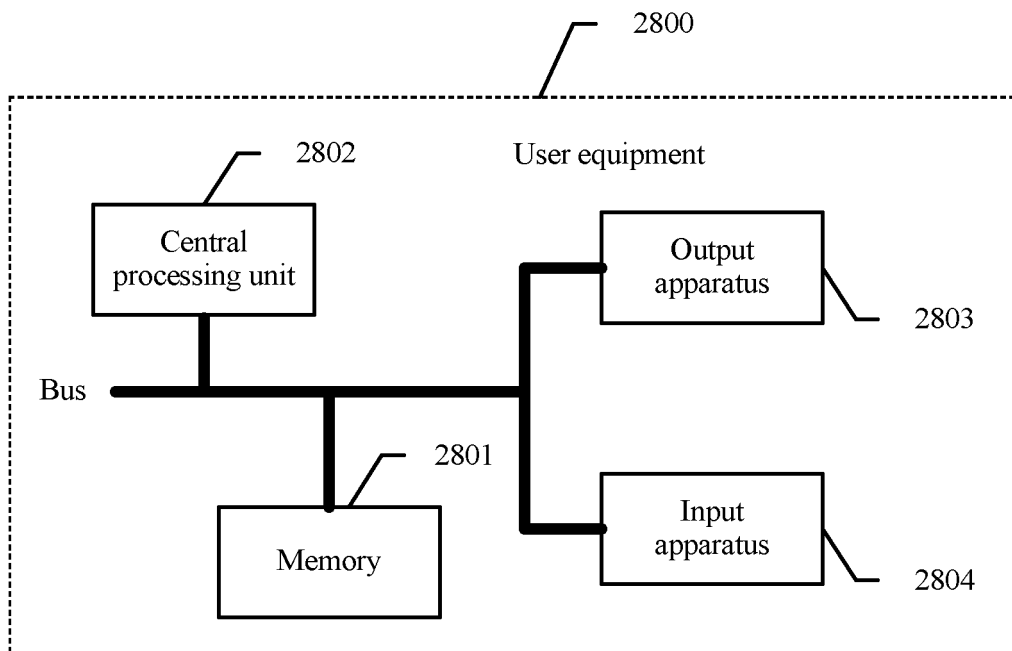 2800
2802
User equipment
Central
processing unit
Output
apparatus
2803
Bus
2801
Memory
Input
apparatus
2804